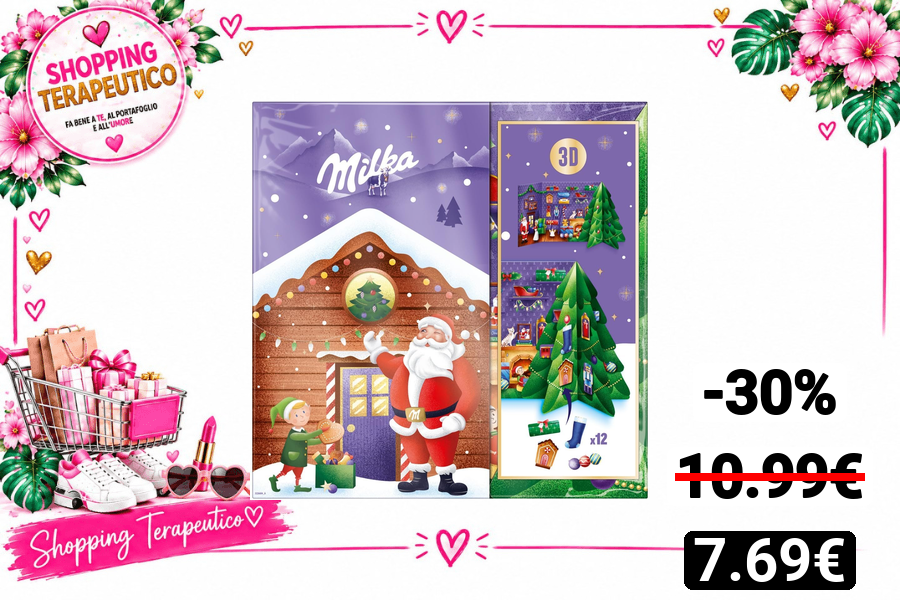 SHOPPING
TERAPEUTICO
FA BENE A TE, AL PORTAFOGLIO
E ALL'UMORE
Milka
3D
M
x12
-30%
10.99€
7.69€
Shopping Terapeutico